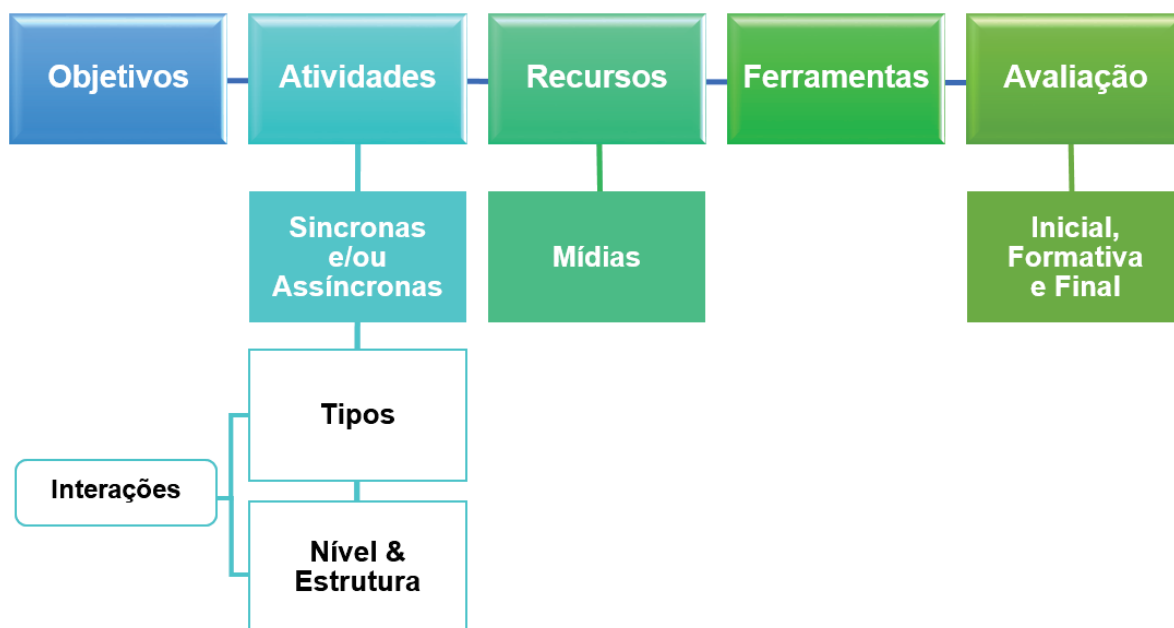 Objetivos
Atividades
Recursos
Ferramentas
Avaliação
Sincronas
e/ou
Assíncronas
Mídias
Inicial,
Formativa
e Final
Tipos
Interações
Nível &
Estrutura